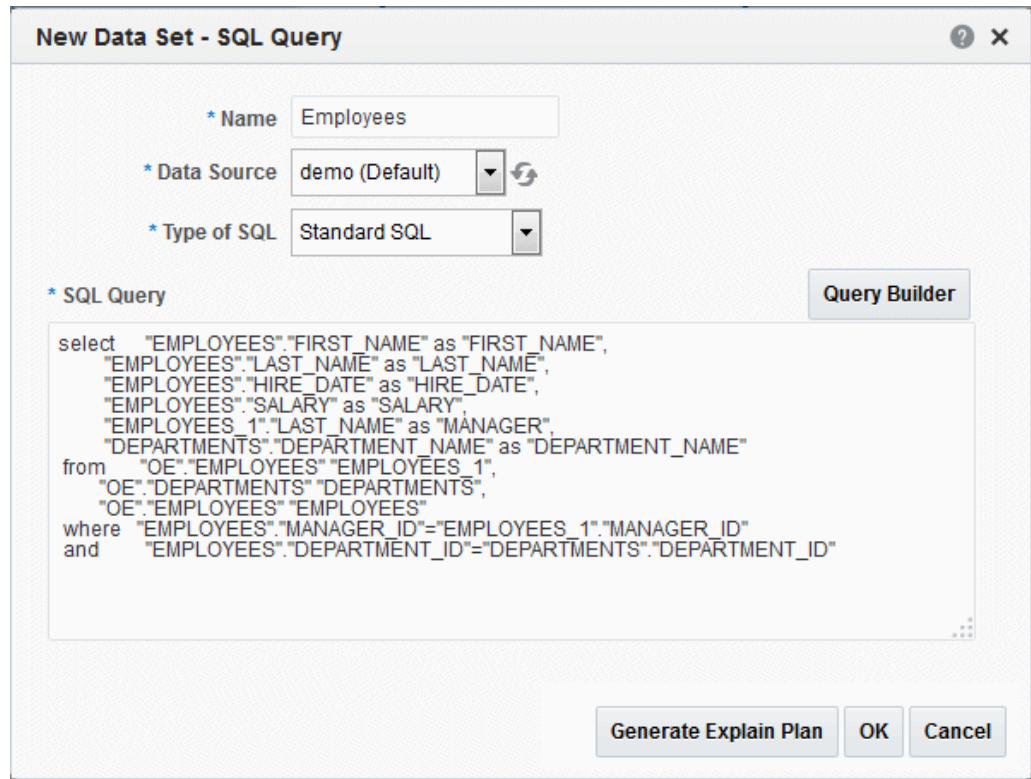 New Data Set - SQL Query
* Name Employees
* Data Source demo (Default)
* Type of SQL Standard SQL
* SQL Query Query Builder
select "EMPLOYEES"."FIRST_NAME" as "FIRST_NAME",
"EMPLOYEES"."LAST_NAME" as "LAST_NAME",
"EMPLOYEES"."HIRE_DATE" as "HIRE_DATE",
"EMPLOYEES"."SALARY" as "SALARY",
"EMPLOYEES_1"."LAST_NAME" as "MANAGER",
"DEPARTMENTS"."DEPARTMENT_NAME" as "DEPARTMENT_NAME"
from "OE"."EMPLOYEES" "EMPLOYEES_1",
"OE"."DEPARTMENTS" "DEPARTMENTS",
"OE"."EMPLOYEES" "EMPLOYEES"
where "EMPLOYEES"."MANAGER_ID"="EMPLOYEES_1"."MANAGER_ID"
and "EMPLOYEES"."DEPARTMENT_ID"="DEPARTMENTS"."DEPARTMENT_ID"
Generate Explain Plan OK Cancel